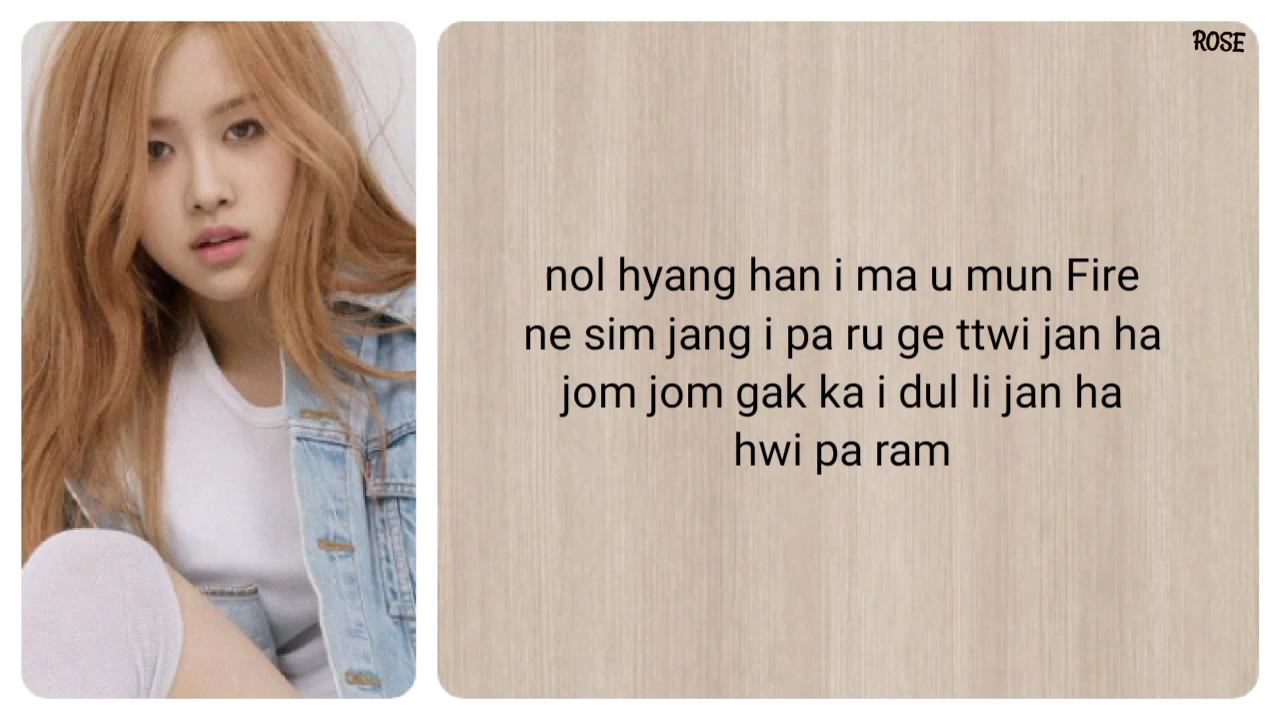 ROSE
nol hyang han i ma u mun Fire
ne sim jang i pa ru ge ttwi jan ha
jom jom gak ka i dul li jan ha
hwi pa ram